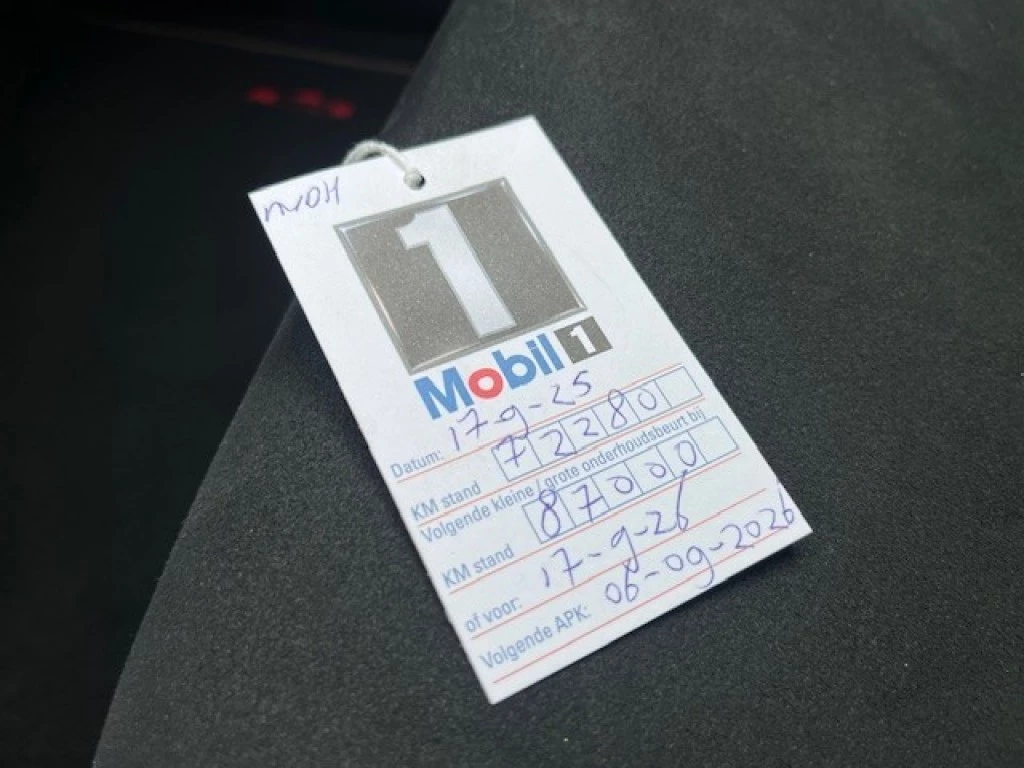 1
Mobil 1
Datum: 17-9-25
KM stand 72280
Volgende kleine / grote onderhoudsbeurt bij
KM stand 87000
of voor: 17-9-26
Volgende APK: 06-09-2026